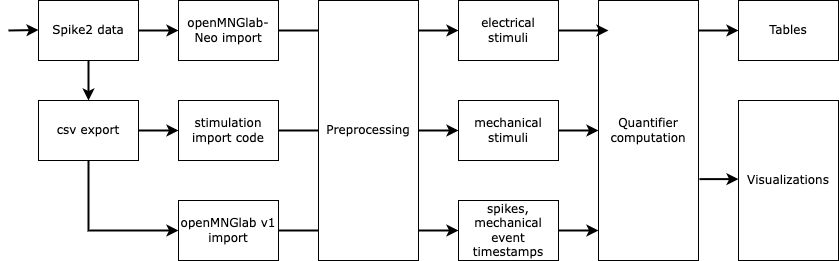 Spike2 data
openMNGlab-
Neo import
electrical
stimuli
Tables
csv export
stimulation
import code
Preprocessing
mechanical
stimuli
Quantifier
computation
Visualizations
openMNGlab v1
import
spikes,
mechanical
event
timestamps